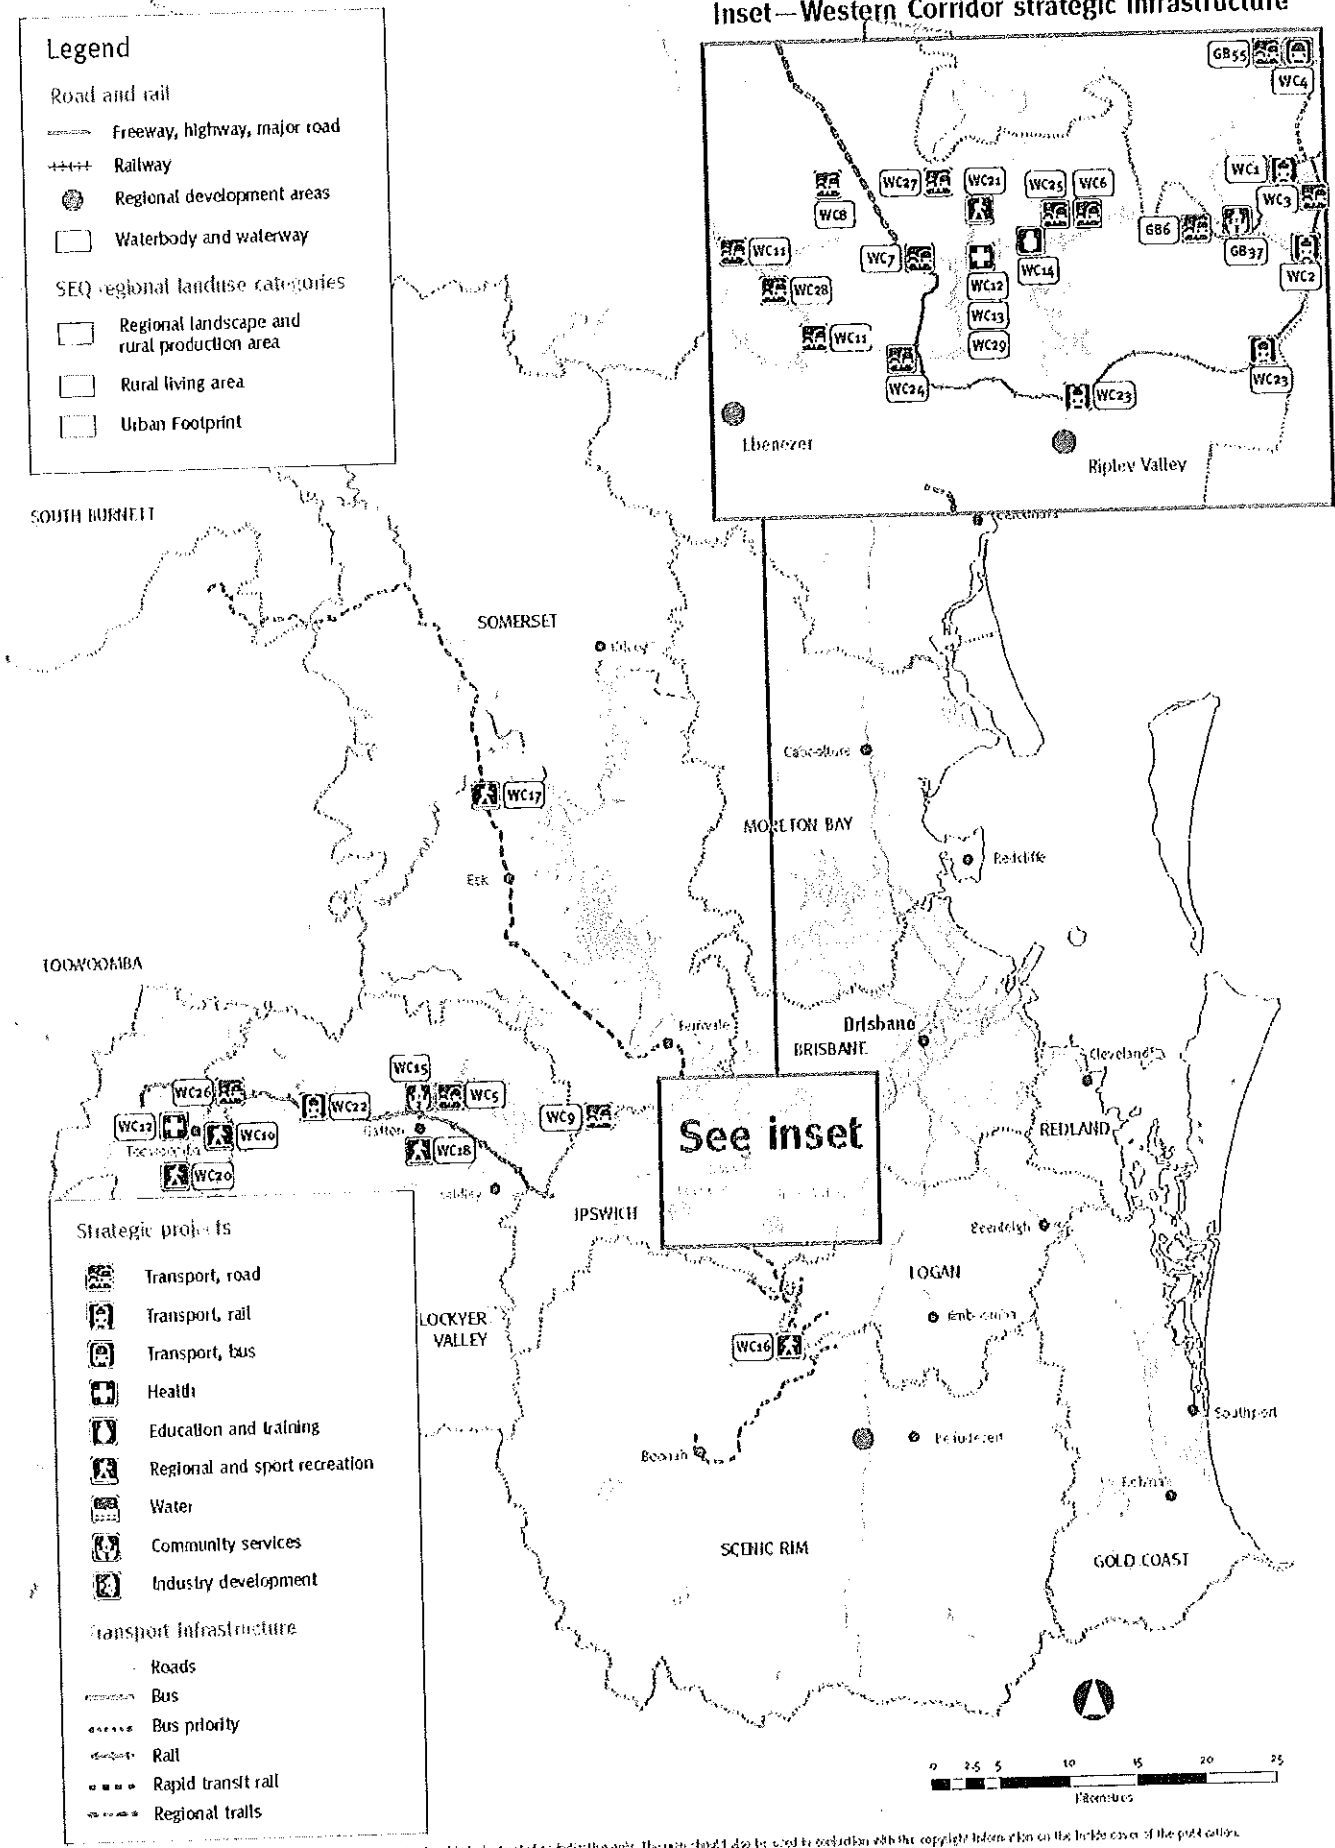 Inset—Western Corridor strategic infrastructure
Legend
Road and rail
Freeway, highway, major road
Railway
Regional development areas
Waterbody and waterway
SEQ regional landuse categories
Regional landscape and
rural production area
Rural living area
Urban Footprint
GB55
WC4
WC1
WC3
WC27
WC21
WC25
WC6
WC8
GB6
GB37
WC2
WC11
WC7
WC14
WC28
WC12
WC13
WC11
WC29
WC24
WC23
WC23
Ebenezer
Ripley Valley
SOUTH BURNETT
SOMERSET
Kilcoy
Caboolture
WC17
MORETON BAY
Redcliffe
Esk
TOOWOOMBA
Fernvale
Brisbane
BRISBANE
Cleveland
WC15
WC26
WC22
WC5
WC9
WC12
WC10
Gatton
Toowoomba
WC18
WC20
See inset
REDLAND
IPSWICH
Beenleigh
LOGAN
LOCKYER
VALLEY
WC16
Southport
Boonah
Beaudesert
SCENIC RIM
GOLD COAST
Strategic projects
Transport, road
Transport, rail
Transport, bus
Health
Education and training
Regional and sport recreation
Water
Community services
Industry development
Transport infrastructure
Roads
Bus
Bus priority
Rail
Rapid transit rail
Regional trails
0 2.5 5 10 15 20 25
Kilometres